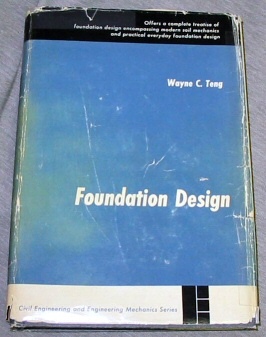 Offers a complete treatise of
foundation design encompassing modern soil mechanics
and practical everyday foundation design
Wayne C. Teng
Foundation Design
Civil Engineering and Engineering Mechanics Series